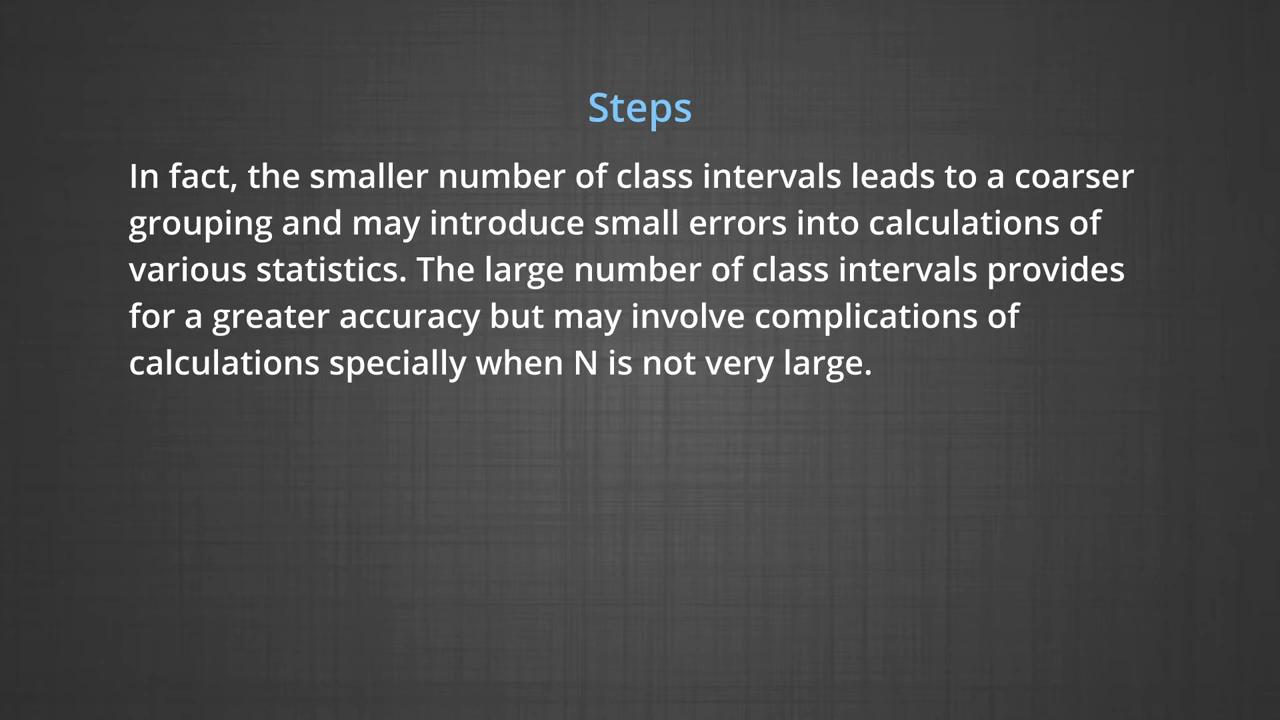 Steps
In fact, the smaller number of class intervals leads to a coarser
grouping and may introduce small errors into calculations of
various statistics. The large number of class intervals provides
for a greater accuracy but may involve complications of
calculations specially when N is not very large.